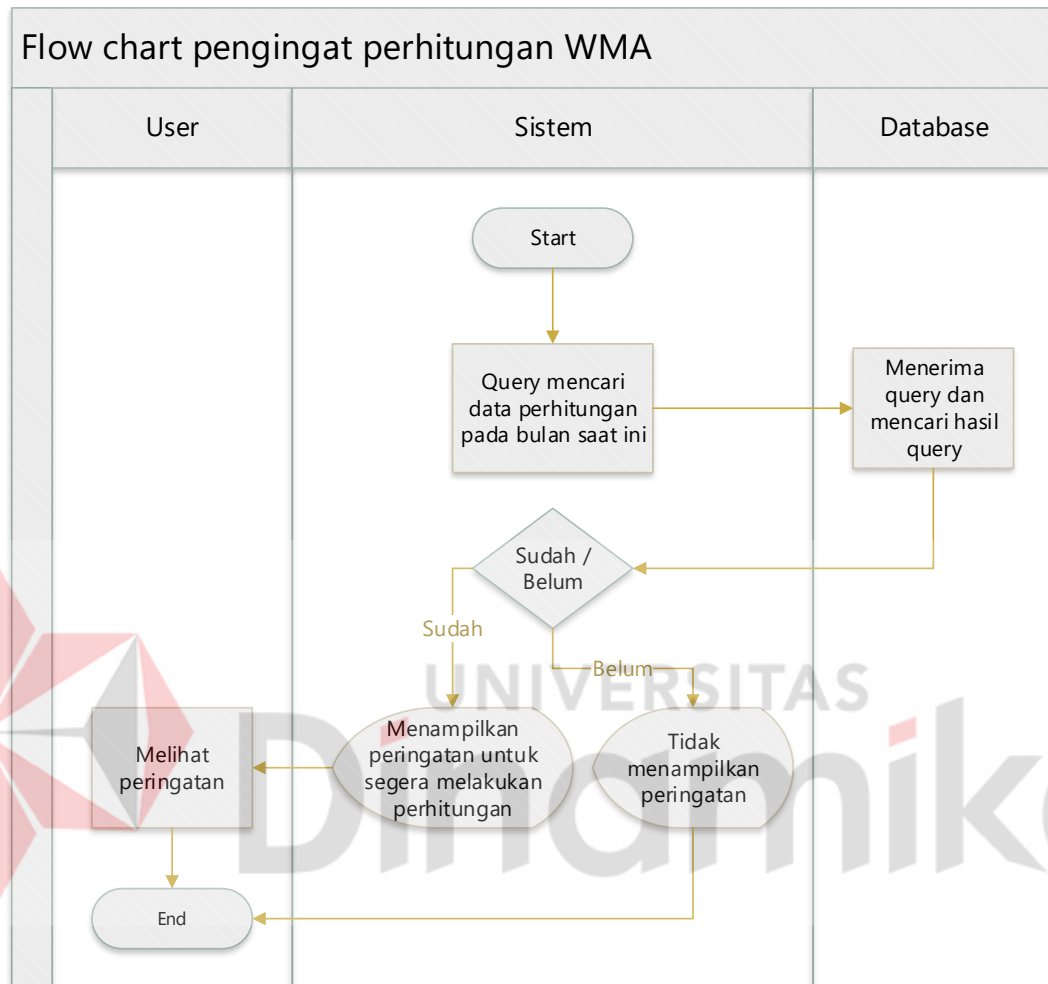 Flow chart pengingat perhitungan WMA
User
Sistem
Database
Start
Query mencari
data perhitungan
pada bulan saat ini
Menerima
query dan
mencari hasil
query
Sudah /
Belum
Sudah
Belum
UNIVERSITAS
Dinamika
Melihat
peringatan
Menampilkan
peringatan untuk
segera melakukan
perhitungan
Tidak
menampilkan
peringatan
End